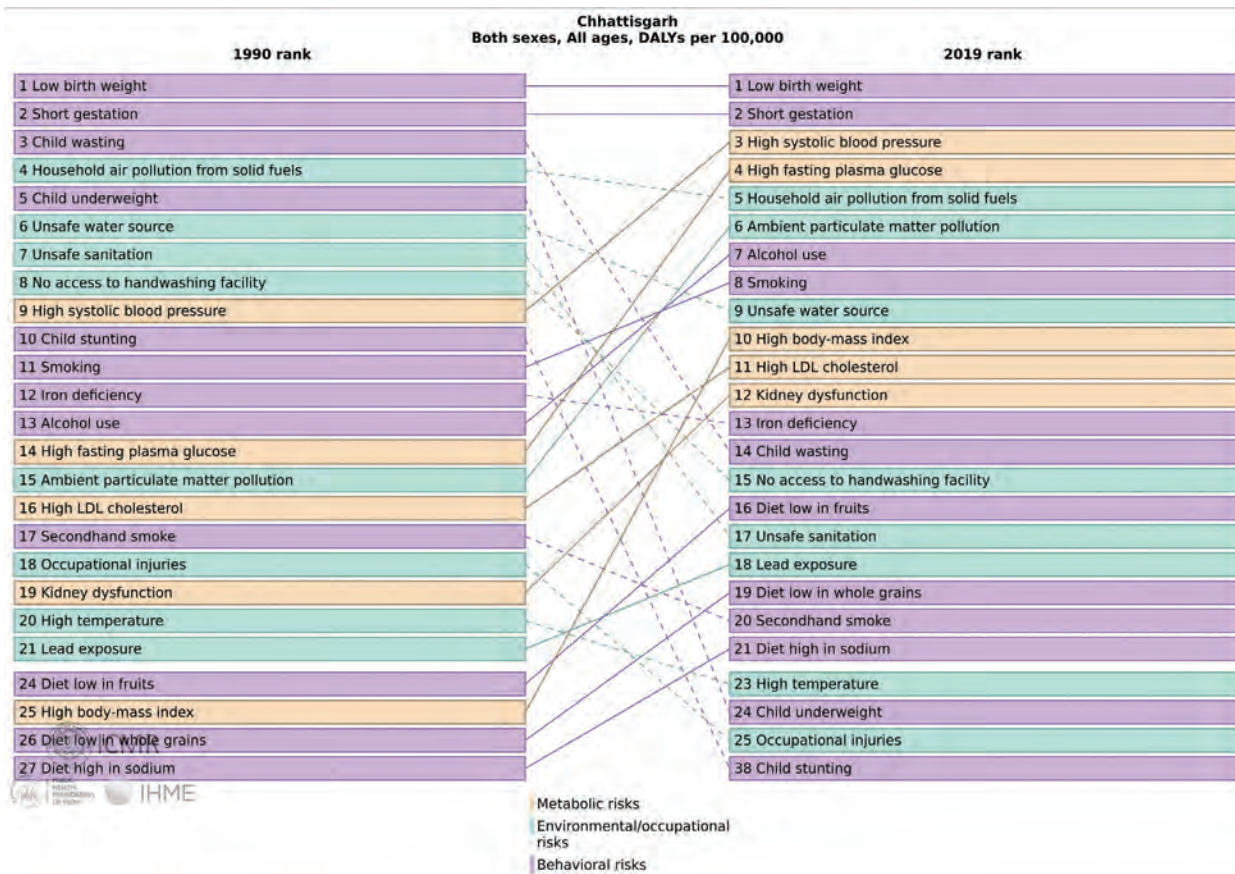 Chhattisgarh
Both sexes, All ages, DALYs per 100,000
1990 rank
1 Low birth weight
2 Short gestation
3 Child wasting
4 Household air pollution from solid fuels
5 Child underweight
6 Unsafe water source
7 Unsafe sanitation
8 No access to handwashing facility
9 High systolic blood pressure
10 Child stunting
11 Smoking
12 Iron deficiency
13 Alcohol use
14 High fasting plasma glucose
15 Ambient particulate matter pollution
16 High LDL cholesterol
17 Secondhand smoke
18 Occupational injuries
19 Kidney dysfunction
20 High temperature
21 Lead exposure
24 Diet low in fruits
25 High body-mass index
26 Diet low in whole grains
27 Diet high in sodium
2019 rank
1 Low birth weight
2 Short gestation
3 High systolic blood pressure
4 High fasting plasma glucose
5 Household air pollution from solid fuels
6 Ambient particulate matter pollution
7 Alcohol use
8 Smoking
9 Unsafe water source
10 High body-mass index
11 High LDL cholesterol
12 Kidney dysfunction
13 Iron deficiency
14 Child wasting
15 No access to handwashing facility
16 Diet low in fruits
17 Unsafe sanitation
18 Lead exposure
19 Diet low in whole grains
20 Secondhand smoke
21 Diet high in sodium
23 High temperature
24 Child underweight
25 Occupational injuries
38 Child stunting
ICMR
PUBLIC
HEALTH
FOUNDATION
OF INDIA
IHME
Metabolic risks
Environmental/occupational
risks
Behavioral risks